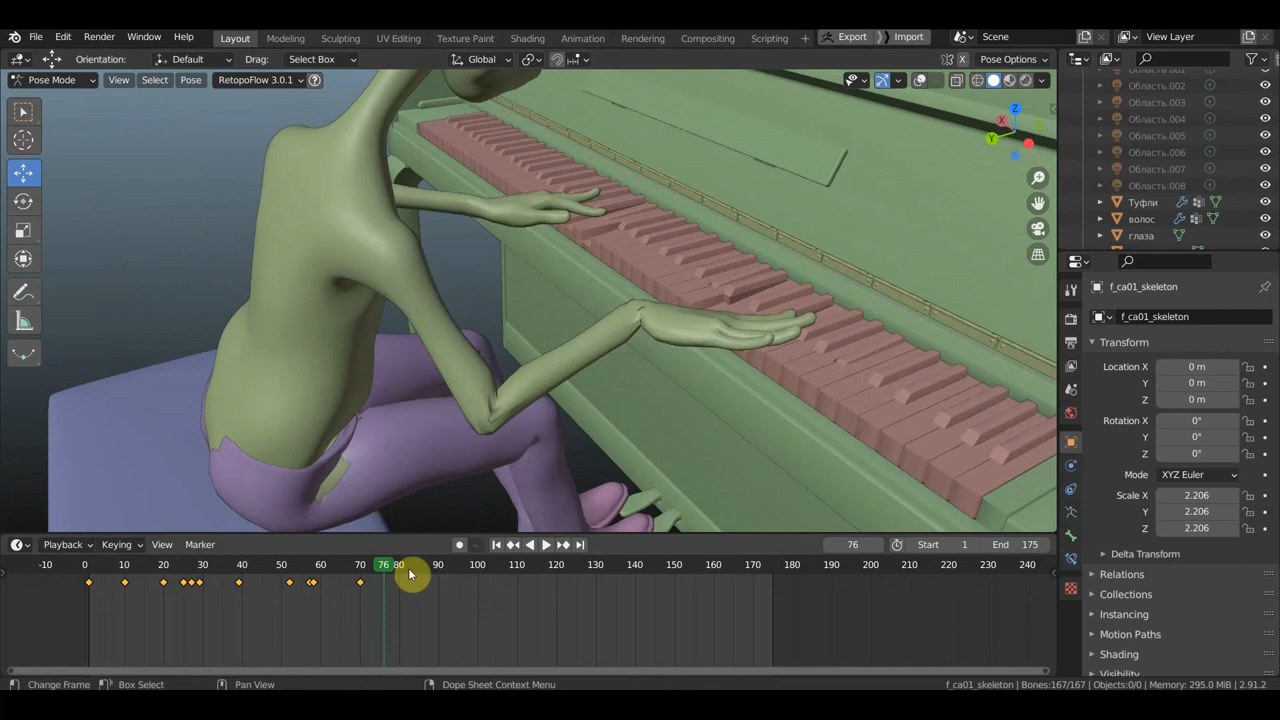 File Edit Render Window Help Layout Modeling Sculpting UV Editing Texture Paint Shading Animation Rendering Compositing Scripting + Export Import Scene View Layer
Orientation: Default Drag: Select Box Global X Pose Options
Pose Mode View Select Pose RetopoFlow 3.0.1 ?
Z
X
Y
Область.001
Область.002
Область.003
Область.004
Область.005
Область.006
Область.007
Область.008
Туфли
волос
глаза
f_ca01_skeleton
f_ca01_skeleton
Transform
Location X 0 m
Y 0 m
Z 0 m
Rotation X 0°
Y 0°
Z 0°
Mode XYZ Euler
Scale X 2.206
Y 2.206
Z 2.206
Delta Transform
Relations
Collections
Instancing
Motion Paths
Shading
Visibility
Playback Keying View Marker 76 Start 1 End 175
-10 0 10 20 30 40 50 60 70 76 80 90 100 110 120 130 140 150 160 170 180 190 200 210 220 230 240
Change Frame Box Select Pan View Dope Sheet Context Menu f_ca01_skeleton | Bones:167/167 | Objects:0/0 | Memory: 295.0 MiB | 2.91.2